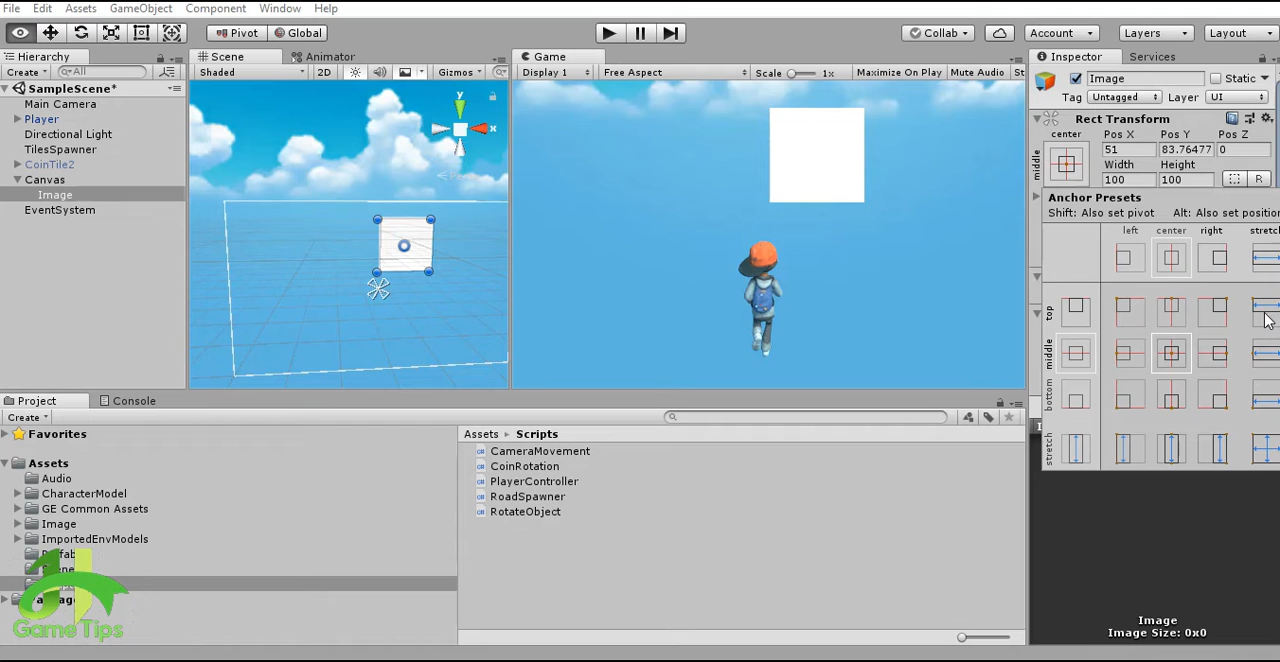 File Edit Assets GameObject Component Window Help
Pivot Global Collab Account Layers Layout
Hierarchy Scene Animator Game Inspector Services
Create All Shaded 2D Gizmos Display 1 Free Aspect Scale 1x Maximize On Play Mute Audio St
Image Static
Tag Untagged Layer UI
SampleScene*
Main Camera
Player
Directional Light
TilesSpawner
CoinTile2
Canvas
Image
EventSystem
y
x
Rect Transform
center Pos X Pos Y Pos Z
middle 51 83.76477 0
Width Height
100 100 R
Anchor Presets
Shift: Also set pivot Alt: Also set position
left center right stretch
top
middle
bottom
stretch
Project Console
Create
Favorites
Assets
Audio
CharacterModel
GE Common Assets
Image
ImportedEnvModels
Assets Scripts
CameraMovement
CoinRotation
PlayerController
RoadSpawner
RotateObject
GameTips
Image
Image Size: 0x0